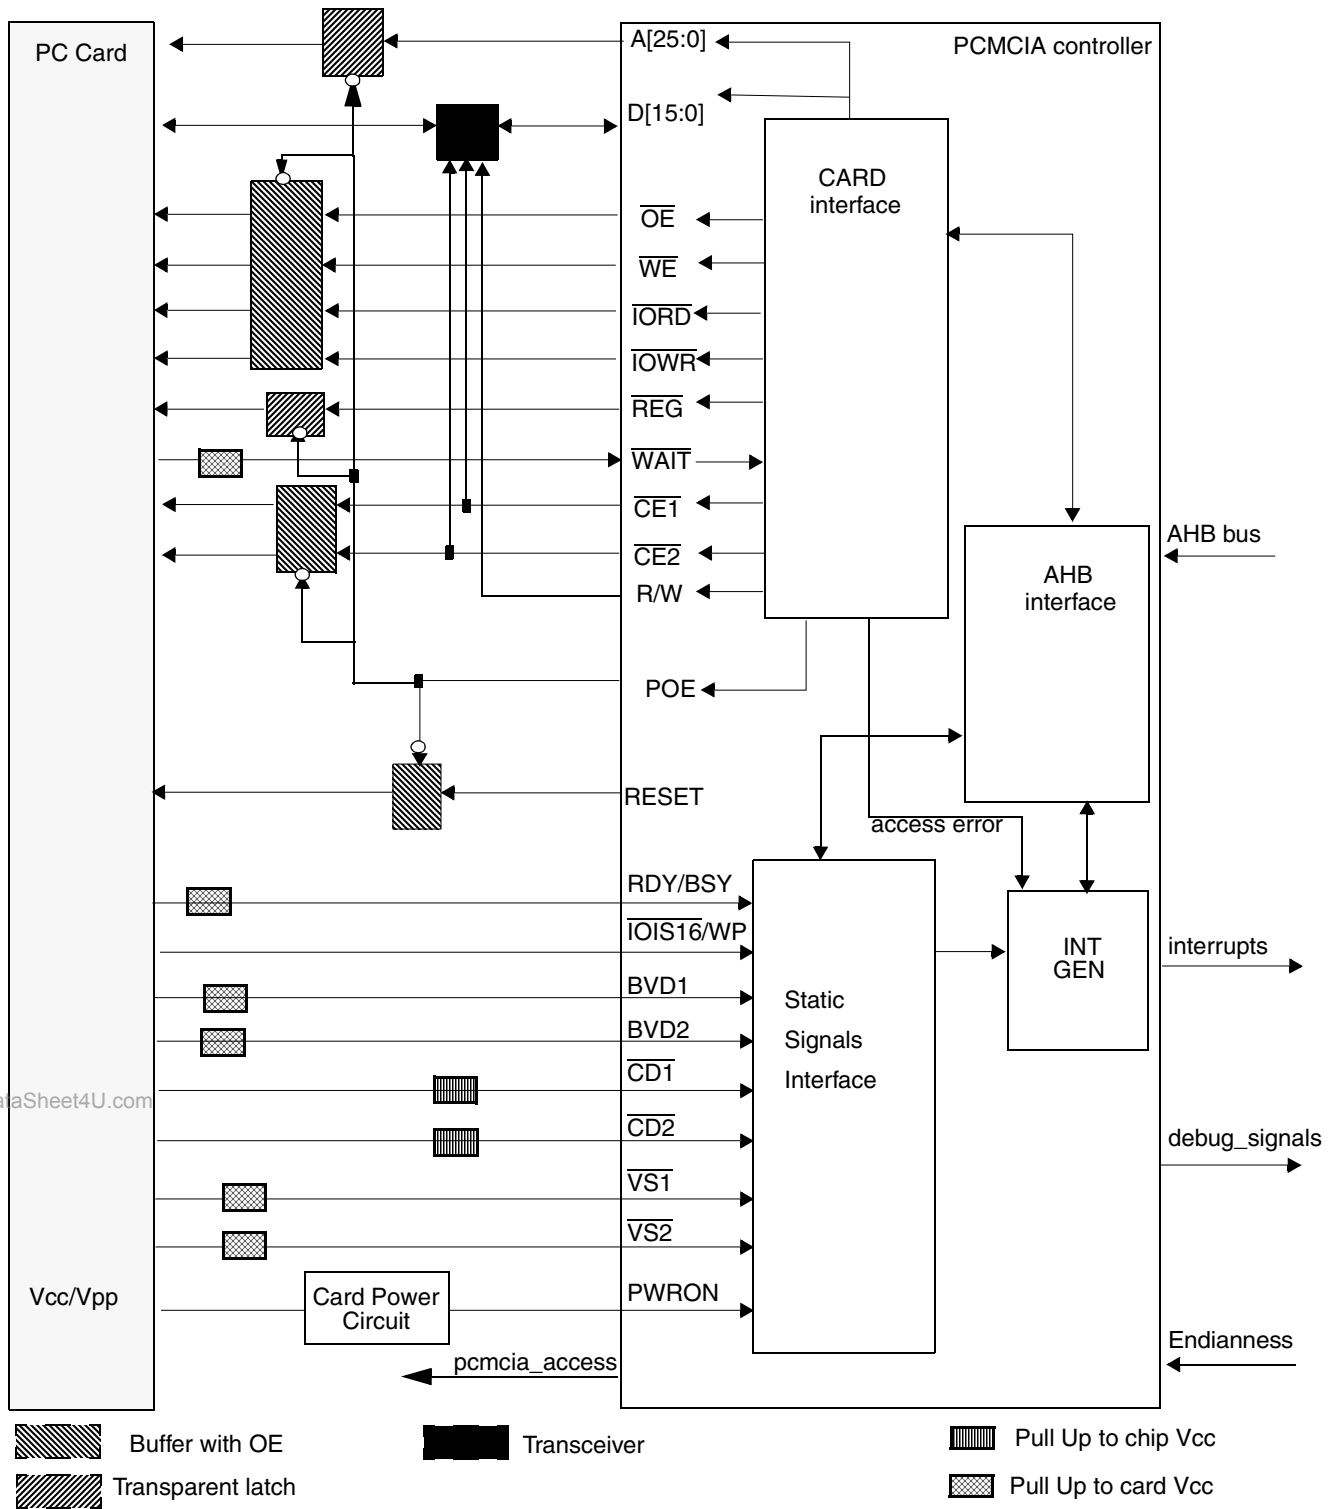 PC Card
A[25:0]
PCMCIA controller
D[15:0]
CARD
interface
OE
WE
IORD
IOWR
REG
WAIT
CE1
CE2
R/W
POE
RESET
AHB bus
AHB
interface
access error
RDY/BSY
IOIS16/WP
BVD1
BVD2
CD1
CD2
VS1
VS2
PWRON
Static
Signals
Interface
INT
GEN
interrupts
debug_signals
Endianness
ataSheet4U.com
Vcc/Vpp
Card Power
Circuit
pcmcia_access
Buffer with OE
Transceiver
Pull Up to chip Vcc
Transparent latch
Pull Up to card Vcc